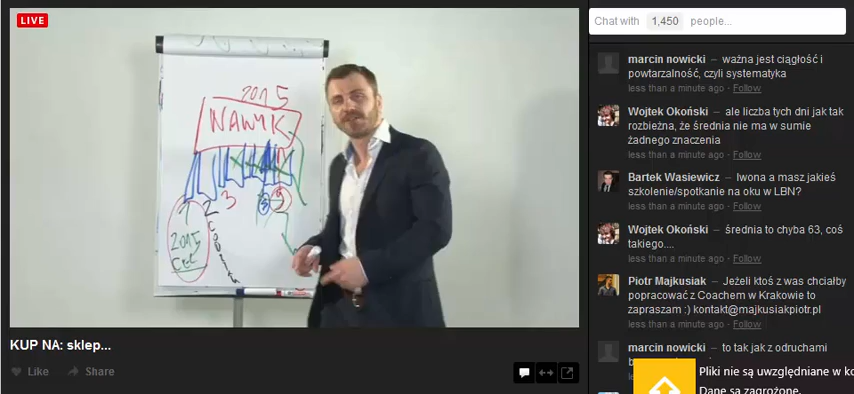 LIVE
2015
NAWYK
1
2
3
2015
CEL
CODZIENNIE
KUP NA: sklep...
Like
Share
Chat with 1,450 people...
marcin nowicki – ważna jest ciągłość i
powtarzalność, czyli systematyka
less than a minute ago · Follow
Wojtek Okoński – ale liczba tych dni jak tak
rozbieżna, że średnia nie ma w sumie
żadnego znaczenia
less than a minute ago · Follow
Bartek Wasiewicz – Iwona a masz jakieś
szkolenie/spotkanie na oku w LBN?
less than a minute ago · Follow
Wojtek Okoński – średnia to chyba 63, coś
takiego....
less than a minute ago · Follow
Piotr Majkusiak – Jeżeli ktoś z was chciałby
popracować z Coachem w Krakowie to
zapraszam :) kontakt@majkusiakpiotr.pl
less than a minute ago · Follow
marcin nowicki – to tak jak z odruchami
Pliki nie są uwzględniane w ko
Dane są zagrożone.